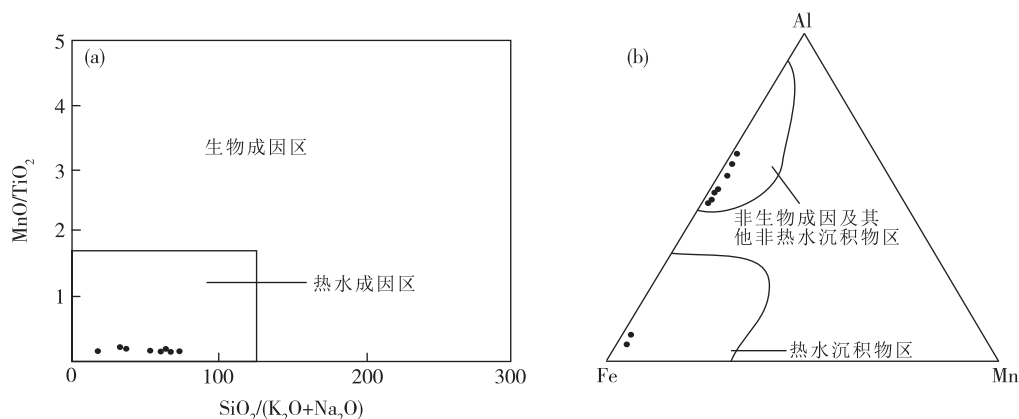 (a)
5
4
3
2
1
0
100
200
300
MnO/TiO₂
SiO₂/(K₂O+Na₂O)
生物成因区
热水成因区
(b)
Al
Fe
Mn
非生物成因及其
他非热水沉积物区
热水沉积物区